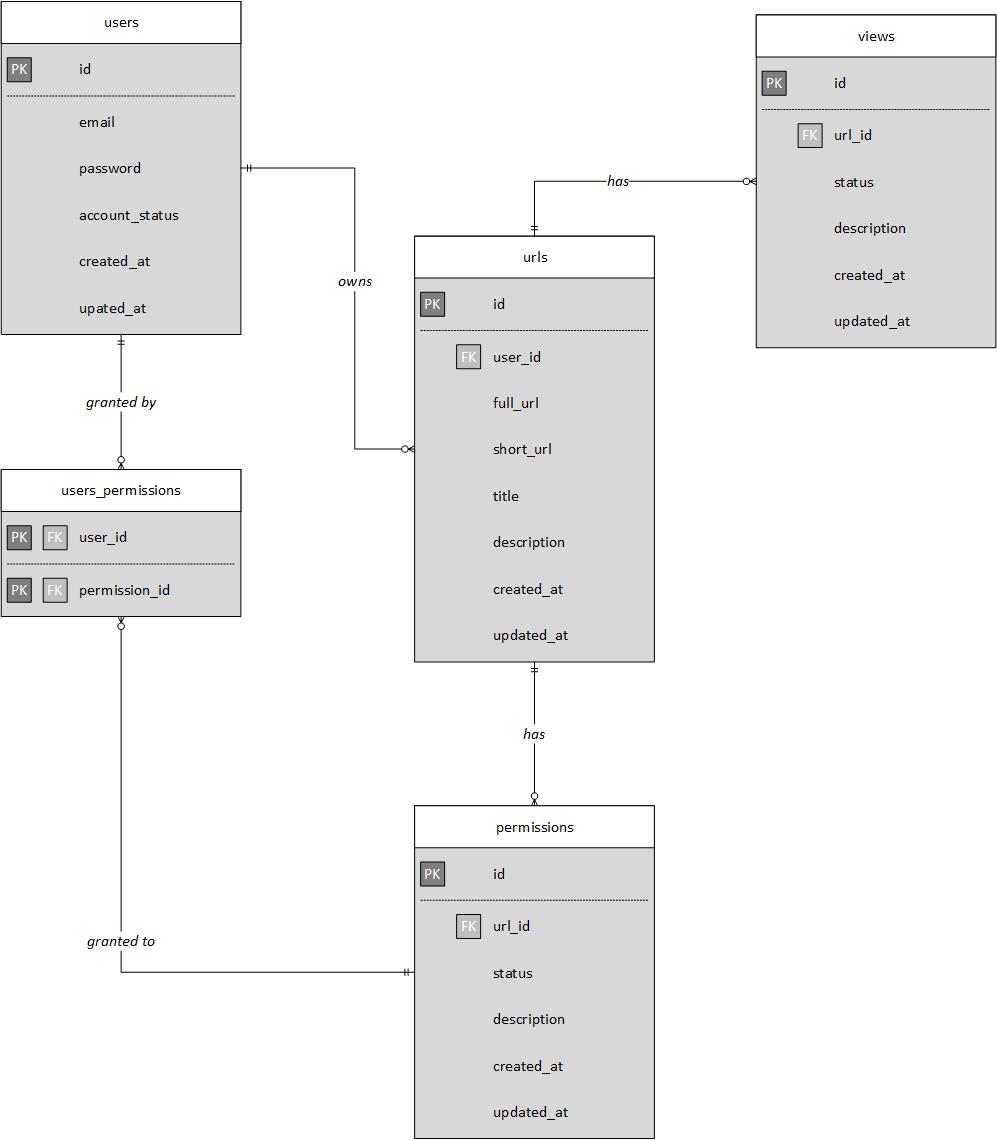 users
PK id
email
password
account_status
created_at
upated_at
granted by
owns
has
views
PK id
FK url_id
status
description
created_at
updated_at
urls
PK id
FK user_id
full_url
short_url
title
description
created_at
updated_at
users_permissions
PK FK user_id
PK FK permission_id
granted to
has
permissions
PK id
FK url_id
status
description
created_at
updated_at